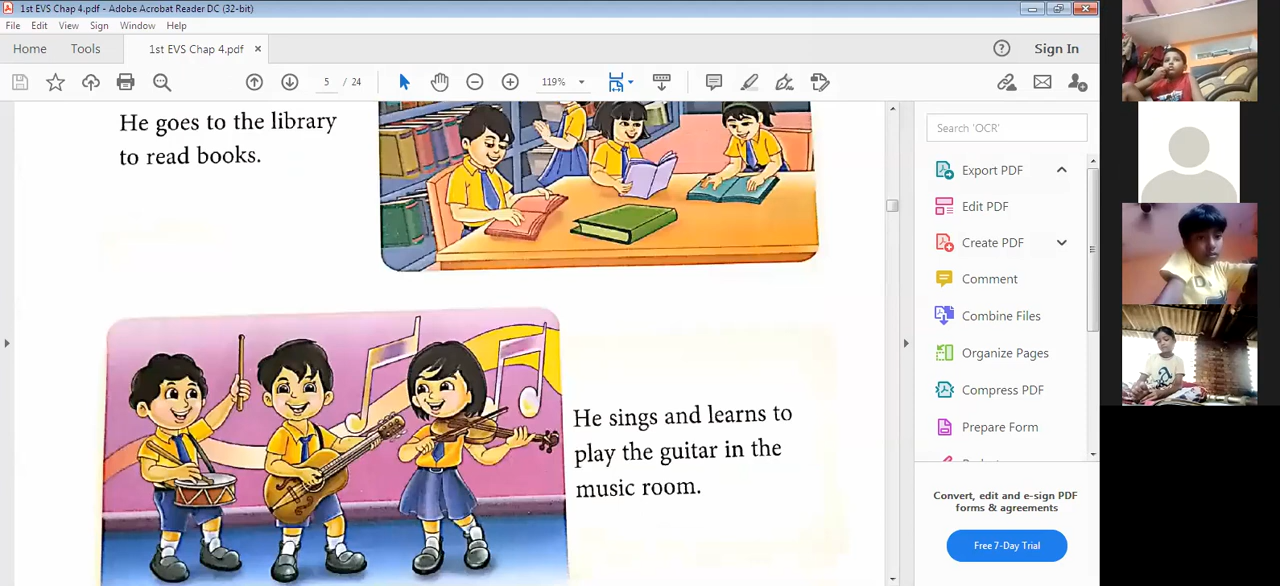 1st EVS Chap 4.pdf - Adobe Acrobat Reader DC (32-bit)
File Edit View Sign Window Help
Home Tools 1st EVS Chap 4.pdf × Sign In
5 / 24 119%
He goes to the library
to read books.
He sings and learns to
play the guitar in the
music room.
Search 'OCR'
Export PDF
Edit PDF
Create PDF
Comment
Combine Files
Organize Pages
Compress PDF
Prepare Form
Convert, edit and e-sign PDF
forms & agreements
Free 7-Day Trial